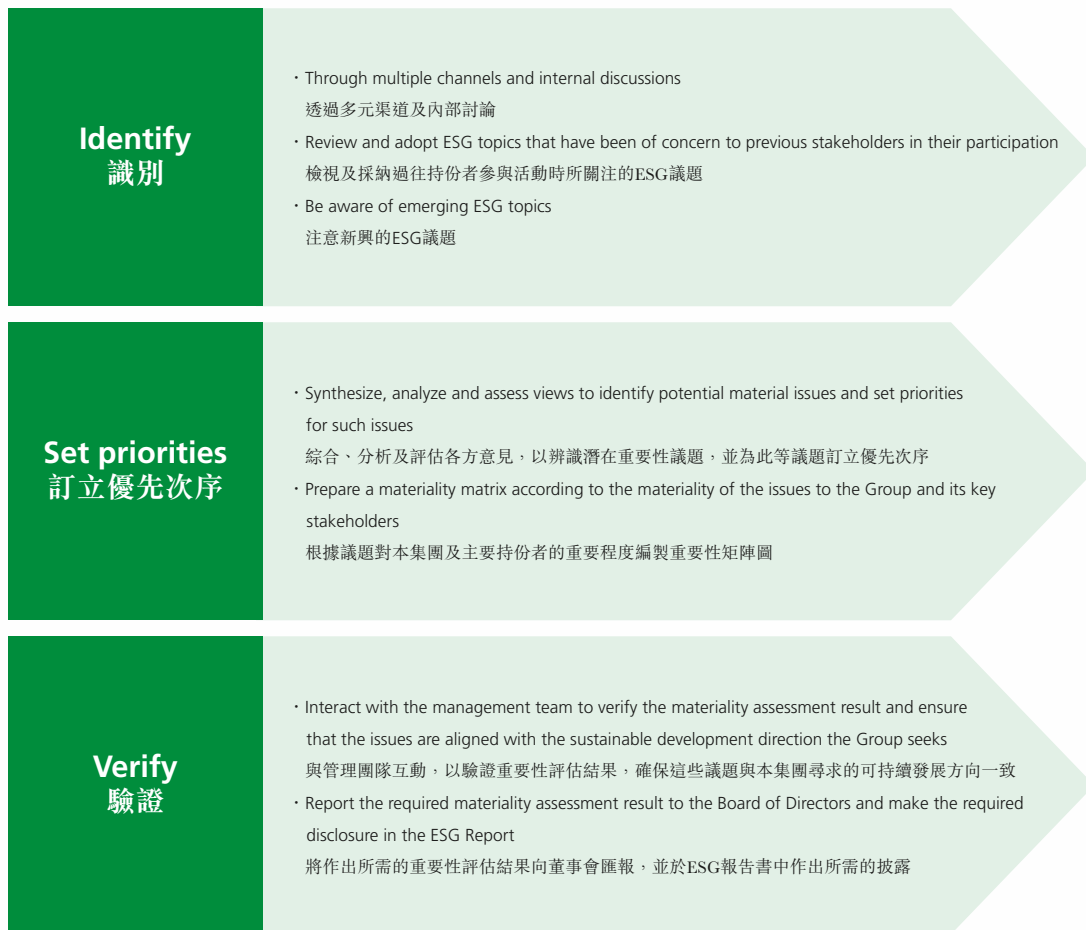 Identify
識別
· Through multiple channels and internal discussions
透過多元渠道及內部討論
· Review and adopt ESG topics that have been of concern to previous stakeholders in their participation
檢視及採納過往持份者參與活動時所關注的ESG議題
· Be aware of emerging ESG topics
注意新興的ESG議題
Set priorities
訂立優先次序
· Synthesize, analyze and assess views to identify potential material issues and set priorities
for such issues
綜合、分析及評估各方意見，以辨識潛在重要性議題，並為此等議題訂立優先次序
· Prepare a materiality matrix according to the materiality of the issues to the Group and its key
stakeholders
根據議題對本集團及主要持份者的重要程度編製重要性矩陣圖
Verify
驗證
· Interact with the management team to verify the materiality assessment result and ensure
that the issues are aligned with the sustainable development direction the Group seeks
與管理團隊互動，以驗證重要性評估結果，確保這些議題與本集團尋求的可持續發展方向一致
· Report the required materiality assessment result to the Board of Directors and make the required
disclosure in the ESG Report
將作出所需的重要性評估結果向董事會匯報，並於ESG報告書中作出所需的披露